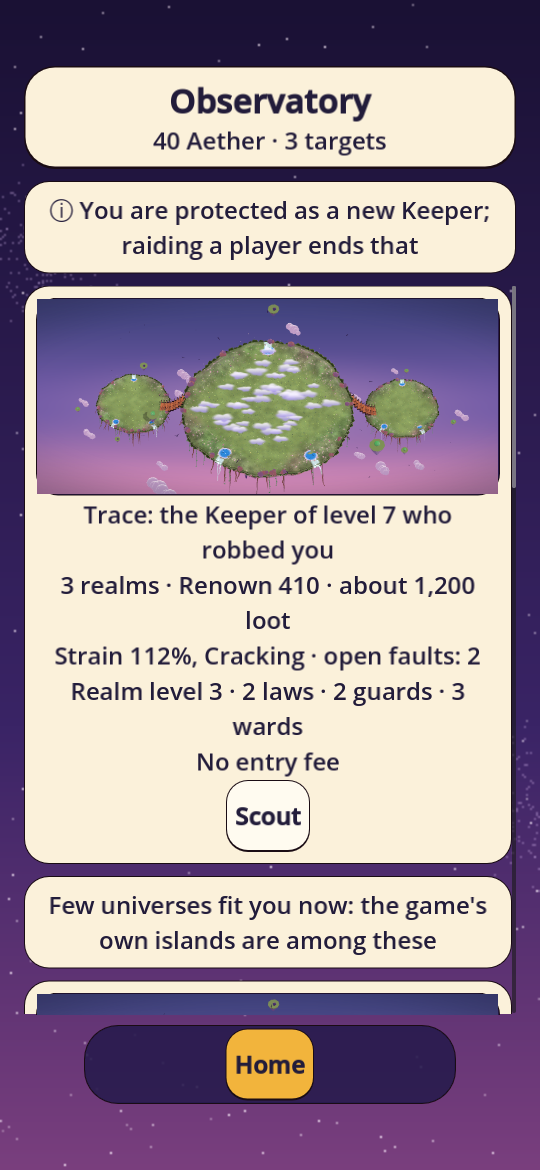 Observatory
40 Aether · 3 targets
ⓘ You are protected as a new Keeper;
raiding a player ends that
Trace: the Keeper of level 7 who
robbed you
3 realms · Renown 410 · about 1,200
loot
Strain 112%, Cracking · open faults: 2
Realm level 3 · 2 laws · 2 guards · 3
wards
No entry fee
Scout
Few universes fit you now: the game's
own islands are among these
Home